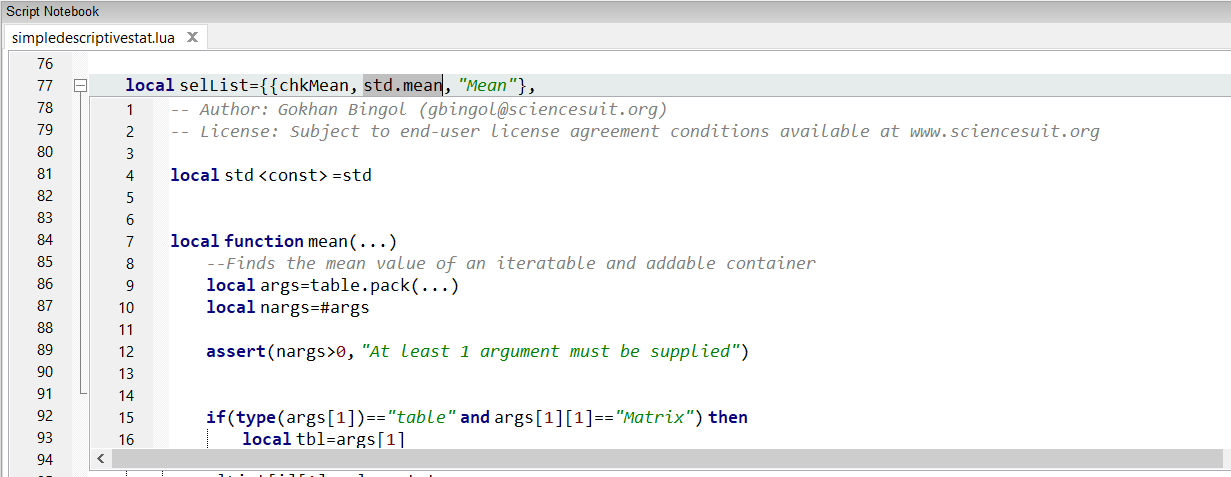 Script Notebook
simpledescriptivestat.lua X
76
77 local selList={{chkMean, std.mean, "Mean"},
78 1 -- Author: Gokhan Bingol (gbingol@sciencesuit.org)
79 2 -- License: Subject to end-user license agreement conditions available at www.sciencesuit.org
80 3
81 4 local std <const> =std
82 5
83 6
84 7 local function mean(...)
85 8 --Finds the mean value of an iteratable and addable container
86 9 local args=table.pack(...)
87 10 local nargs=#args
88 11
89 12 assert(nargs>0, "At least 1 argument must be supplied")
90 13
91 14
92 15 if(type(args[1])=="table" and args[1][1]=="Matrix") then
93 16 local tbl=args[1]
94